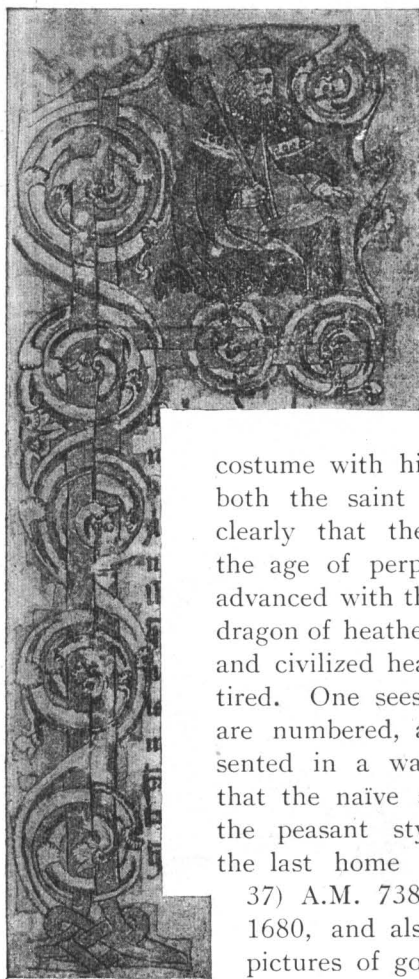 costume with hi
both the saint
clearly that the
the age of perp
advanced with th
dragon of heathe
and civilized hea
tired. One sees
are numbered, a
sented in a wa
that the naïve
the peasant sty
the last home
37) A.M. 738
1680, and als
pictures of go